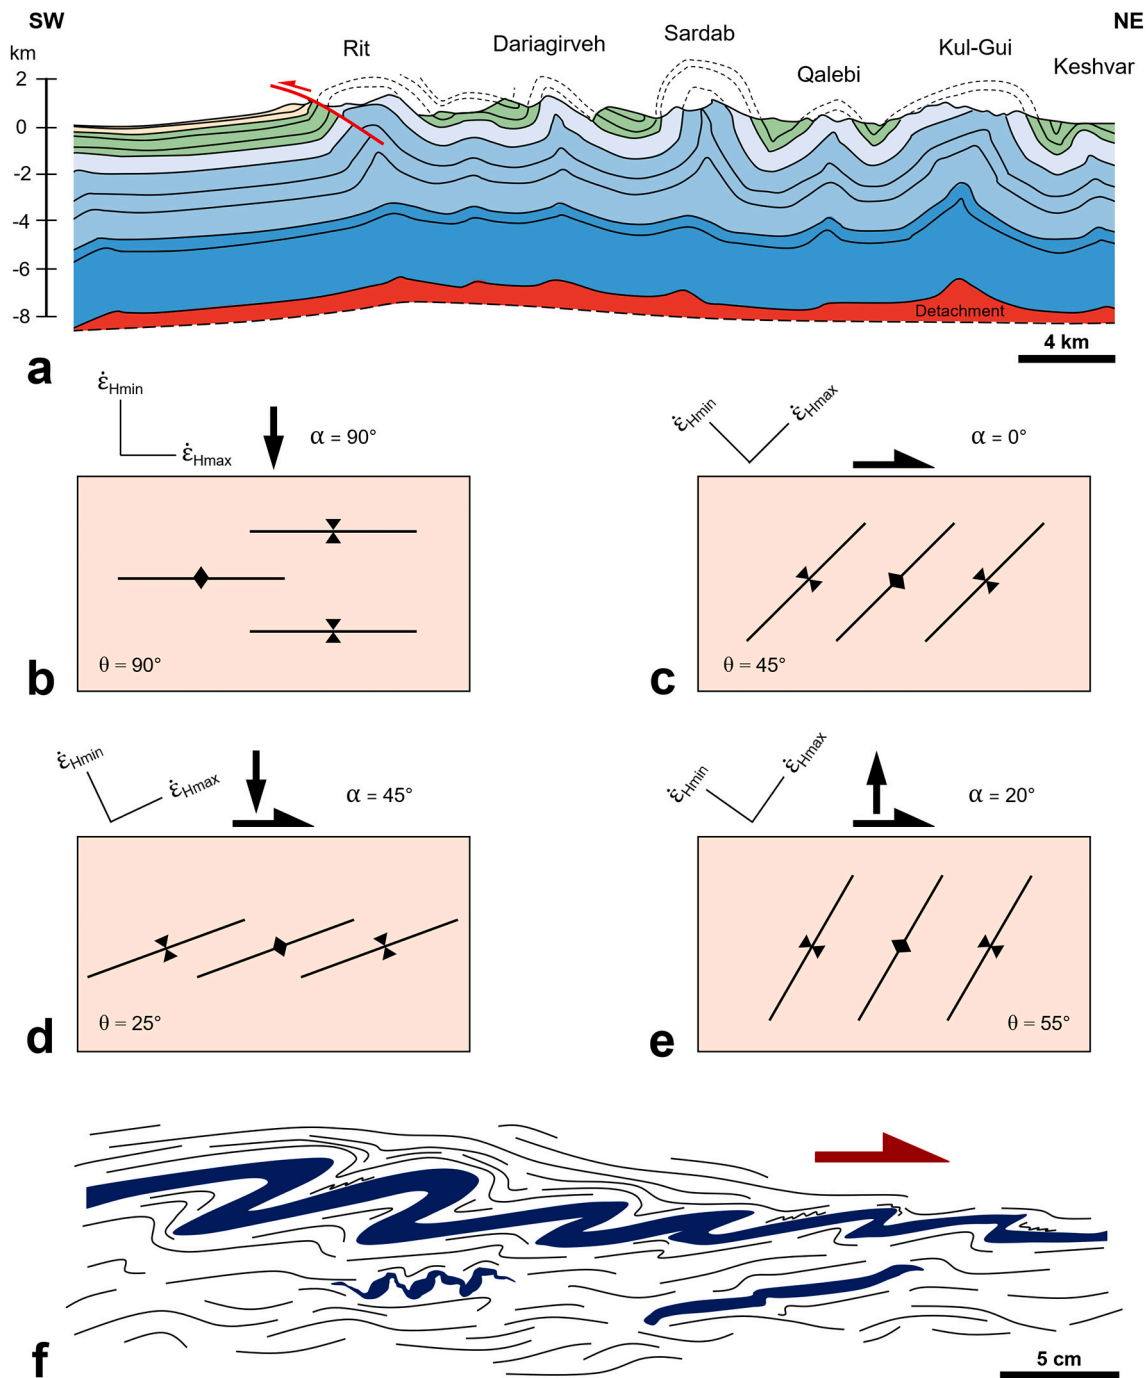 SW
NE
km
Rit
Dariagirveh
Sardab
Qalebi
Kul-Gui
Keshvar
2
0
-2
-4
-6
-8
Detachment
4 km
a
ε̇Hmin
ε̇Hmax
α = 90°
θ = 90°
b
ε̇Hmin
ε̇Hmax
α = 0°
θ = 45°
c
ε̇Hmin
ε̇Hmax
α = 45°
θ = 25°
d
ε̇Hmin
ε̇Hmax
α = 20°
θ = 55°
e
f
5 cm